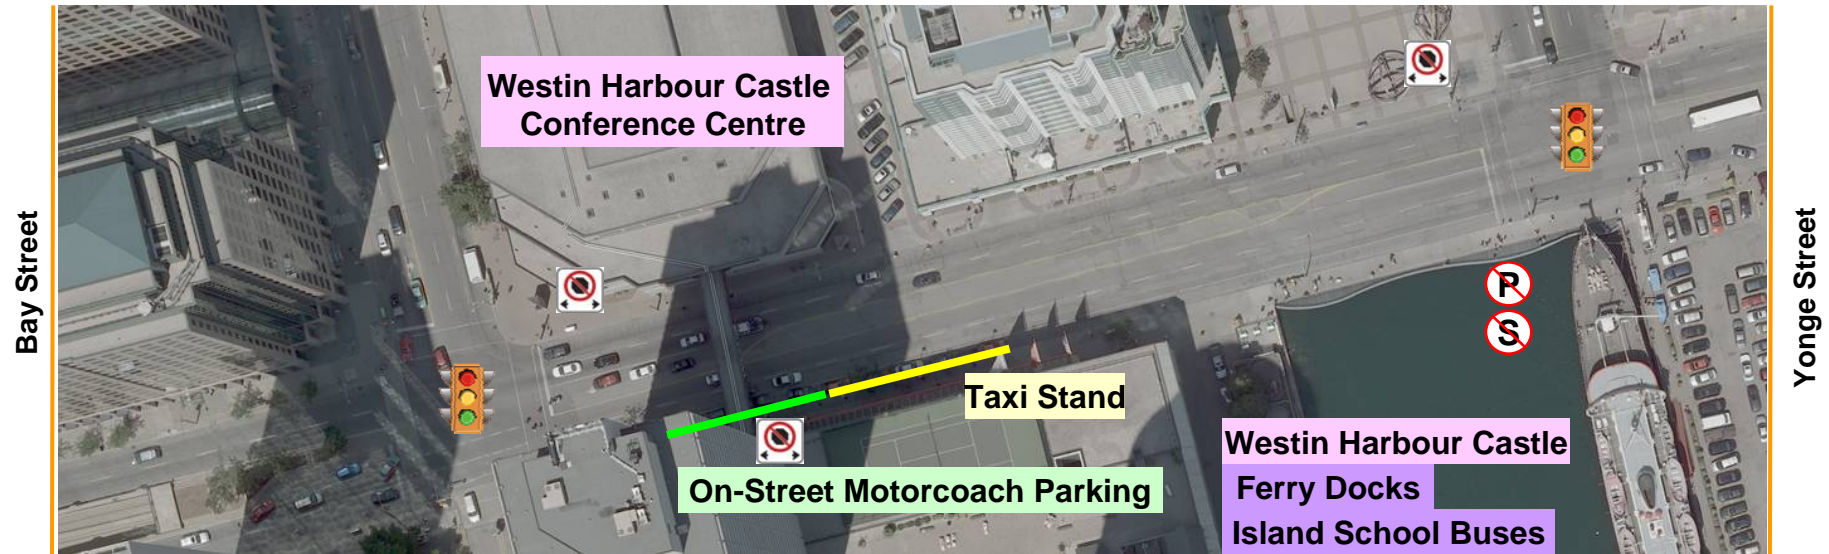 Bay Street
Westin Harbour Castle
Conference Centre
P
S
Taxi Stand
On-Street Motorcoach Parking
Westin Harbour Castle
Ferry Docks
Island School Buses
Yonge Street